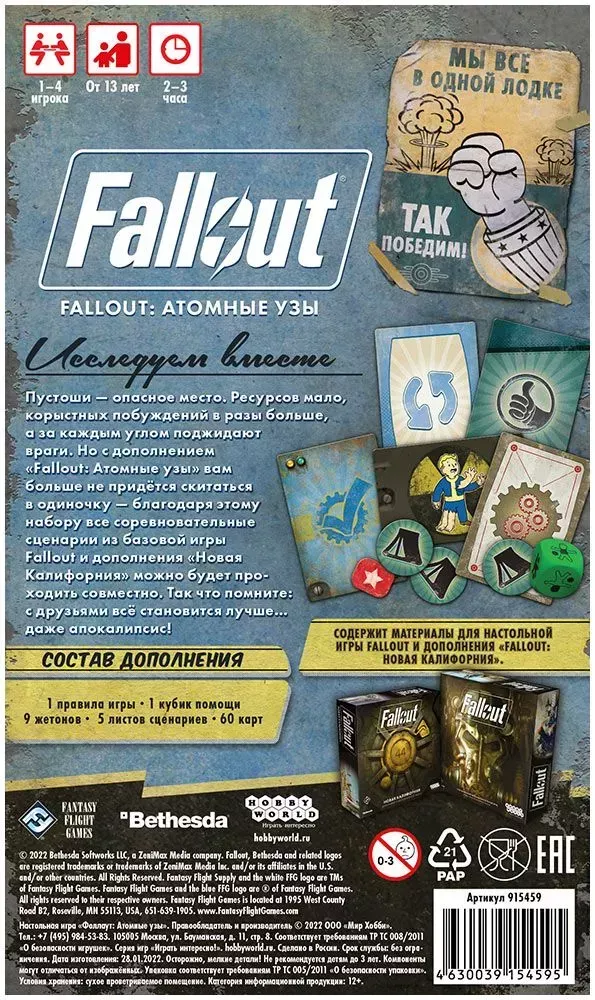 1–4
игрока
От 13 лет
2–3
часа
МЫ ВСЕ
В ОДНОЙ ЛОДКЕ
ТАК
ПОБЕДИМ!
Fallout®
FALLOUT: АТОМНЫЕ УЗЫ
Исследуем вместе
Пустоши — опасное место. Ресурсов мало,
корыстных побуждений в разы больше,
а за каждым углом поджидают
враги. Но с дополнением
«Fallout: Атомные узы» вам
больше не придётся скитаться
в одиночку — благодаря этому
набору все соревновательные
сценарии из базовой игры
Fallout и дополнения «Новая
Калифорния» можно будет про-
ходить совместно. Так что помните:
с друзьями всё становится лучше...
даже апокалипсис!
СОСТАВ ДОПОЛНЕНИЯ
1 правила игры · 1 кубик помощи
9 жетонов · 5 листов сценариев · 60 карт
СОДЕРЖИТ МАТЕРИАЛЫ ДЛЯ НАСТОЛЬНОЙ
ИГРЫ FALLOUT И ДОПОЛНЕНИЯ «FALLOUT:
НОВАЯ КАЛИФОРНИЯ».
Fallout
НОВАЯ КАЛИФОРНИЯ
Fallout
Fallout
FANTASY
FLIGHT
GAMES
Bethesda
HOBBY
WORLD
Играть интересно
hobbyworld.ru
0-3
21
PAP
EAC
© 2022 Bethesda Softworks LLC, a ZeniMax Media company. Fallout, Bethesda and related logos
are registered trademarks or trademarks of ZeniMax Media Inc. and/or its affiliates in the U.S.
and/or other countries. All Rights Reserved. Fantasy Flight Supply and the white FFG logo are TMs
of Fantasy Flight Games. Fantasy Flight Games and the blue FFG logo are ® of Fantasy Flight Games.
All rights reserved to their respective owners. Fantasy Flight Games is located at 1995 West County
Road B2, Roseville, MN 55113, USA, 651-639-1905. www.FantasyFlightGames.com
Настольная игра «Фоллаут: Атомные узы». Правообладатель и производитель © 2022 ООО «Мир Хобби».
Тел.: +7 (495) 984-53-83. 105005 Москва, ул. Бауманская, д. 11, стр. 8. Соответствует требованиям ТР ТС 008/2011
«О безопасности игрушек». Серия игр «Играть интересно!». hobbyworld.ru. Сделано в России. Срок службы: без огра-
ничения. Дата изготовления: 28.01.2022. Осторожно, мелкие детали! Не рекомендуется детям до 3 лет. Компоненты
могут отличаться от изображённых. Упаковка соответствует требованиям ТР ТС 005/2011 «О безопасности упаковки».
Условия хранения: сухое проветриваемое помещение. Категория информационной продукции: 12+.
Артикул 915459
4 630039 154595